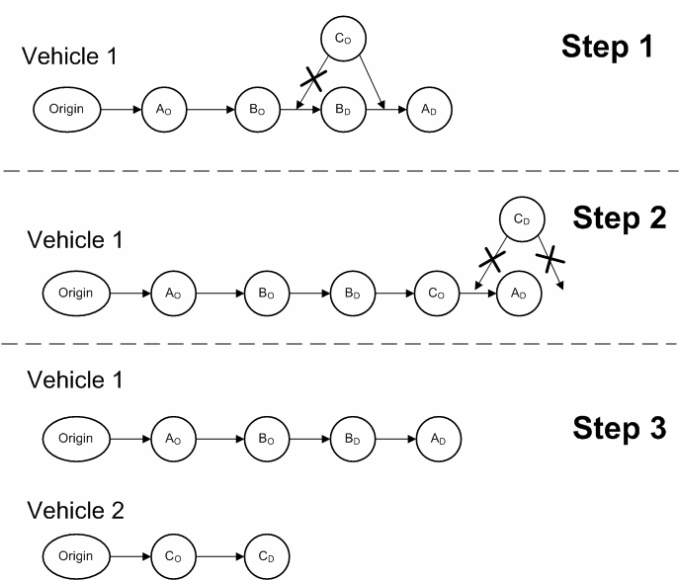 Step 1
Vehicle 1
CO
Origin AO BO BD AD
Step 2
Vehicle 1
CD
Origin AO BO BD CO AD
Step 3
Vehicle 1
Origin AO BO BD AD
Vehicle 2
Origin CO CD